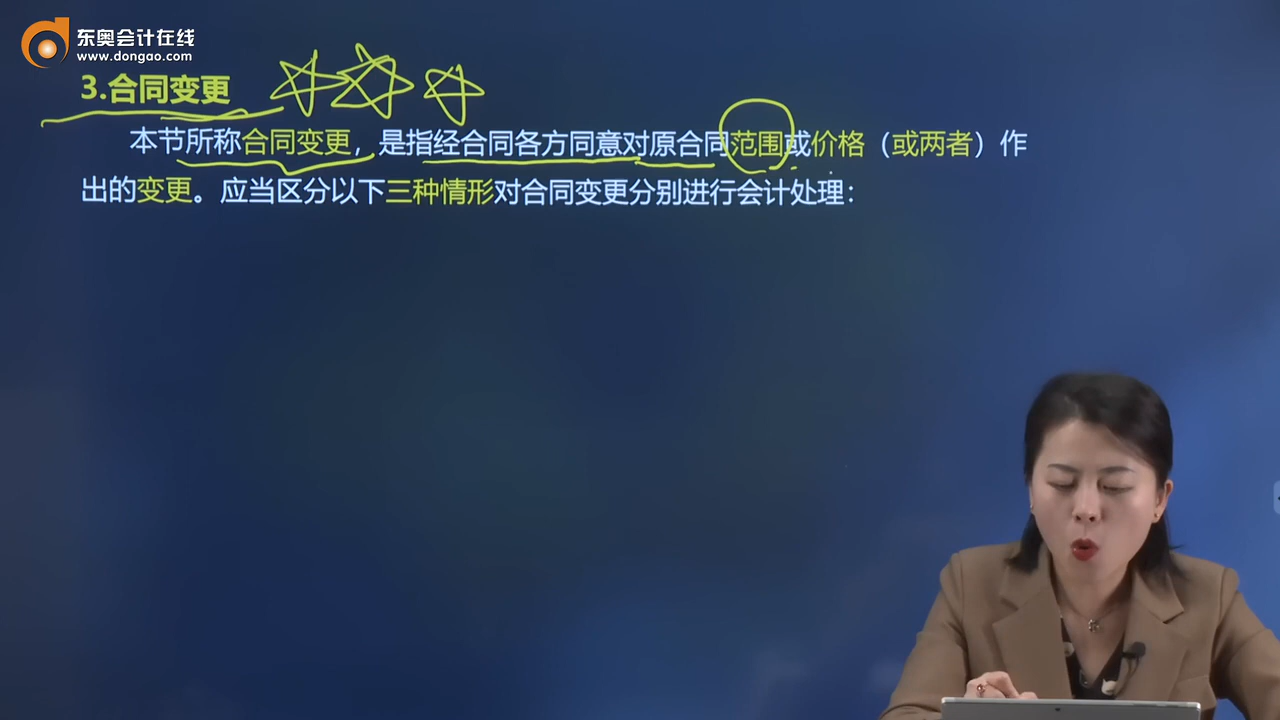 东奥会计在线
www.dongao.com
3.合同变更
本节所称合同变更，是指经合同各方同意对原合同范围或价格（或两者）作
出的变更。应当区分以下三种情形对合同变更分别进行会计处理：